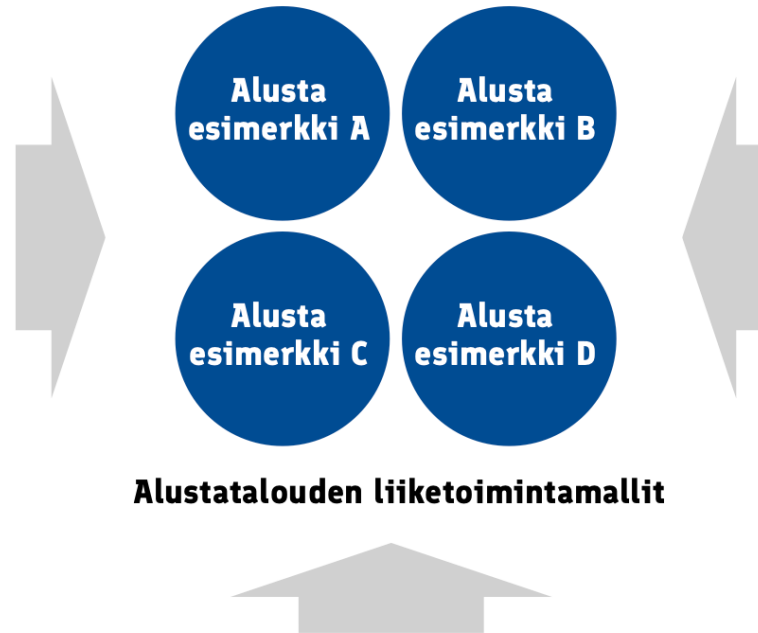 Alusta
esimerkki A
Alusta
esimerkki B
Alusta
esimerkki C
Alusta
esimerkki D
Alustatalouden liiketoimintamallit